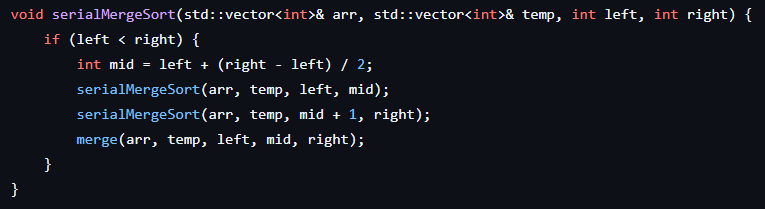 void serialMergeSort(std::vector<int>& arr, std::vector<int>& temp, int left, int right) {
    if (left < right) {
        int mid = left + (right - left) / 2;
        serialMergeSort(arr, temp, left, mid);
        serialMergeSort(arr, temp, mid + 1, right);
        merge(arr, temp, left, mid, right);
    }
}